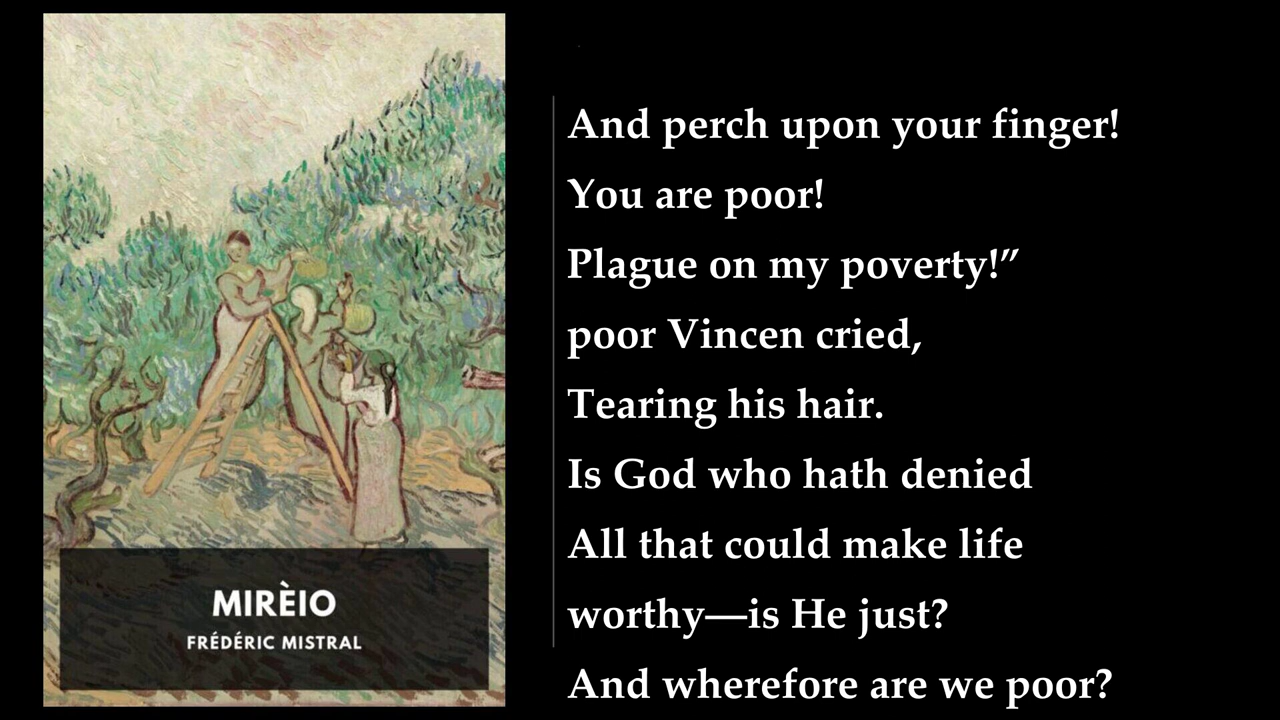 MIRÈIO
FRÉDÉRIC MISTRAL
And perch upon your finger!
You are poor!
Plague on my poverty!”
poor Vincen cried,
Tearing his hair.
Is God who hath denied
All that could make life
worthy—is He just?
And wherefore are we poor?